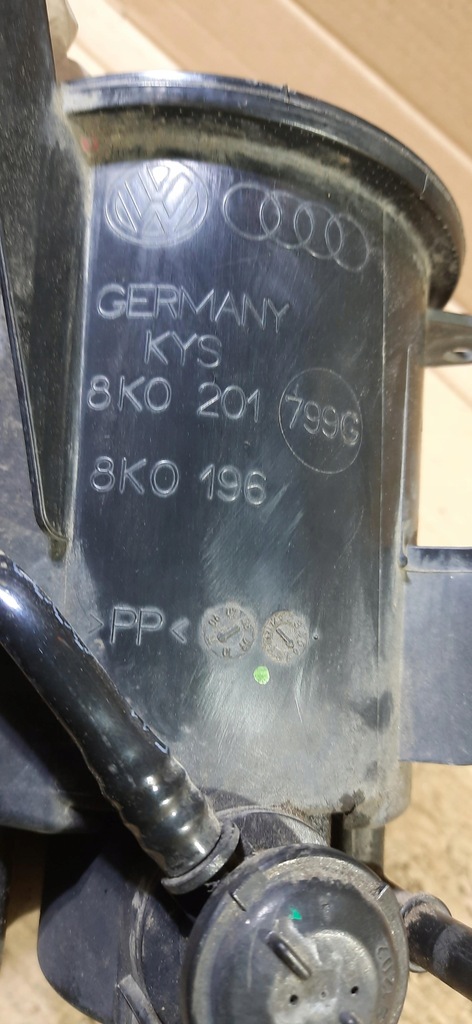 GERMANY
KYS
8K0 201 799G
8K0 196
>PP<